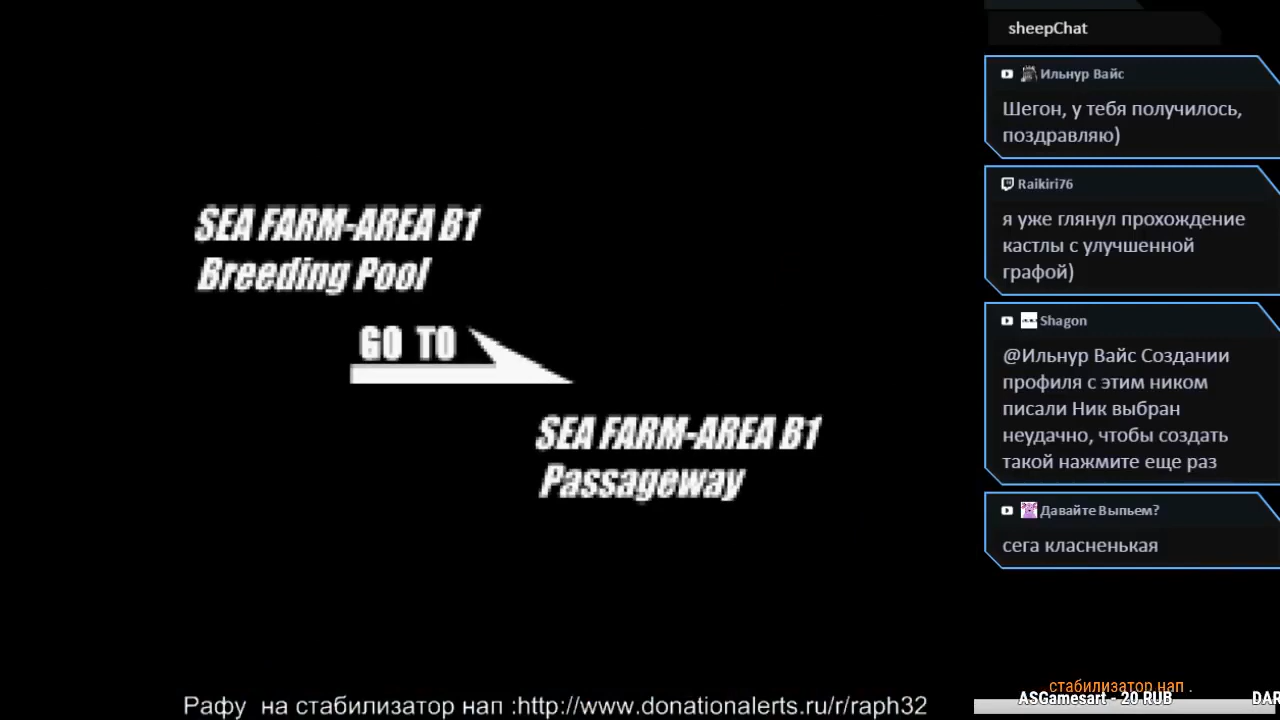 sheepChat
Ильнур Вайс
Шегон, у тебя получилось,
поздравляю)
Raikiri76
я уже глянул прохождение
кастлы с улучшенной
графой)
Shagon
@Ильнур Вайс Создании
профиля с этим ником
писали Ник выбран
неудачно, чтобы создать
такой нажмите еще раз
Давайте Выпьем?
сега класненькая
SEA FARM-AREA B1
Breeding Pool
GO TO
SEA FARM-AREA B1
Passageway
Рафу на стабилизатор нап :http://www.donationalerts.ru/r/raph32
стабилизатор нап .
ASGamesart - 20 RUB